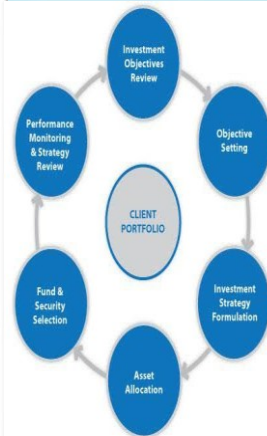 Investment
Objectives
Review
Objective
Setting
Investment
Strategy
Formulation
Asset
Allocation
Fund &
Security
Selection
Performance
Monitoring
& Strategy
Review
CLIENT
PORTFOLIO